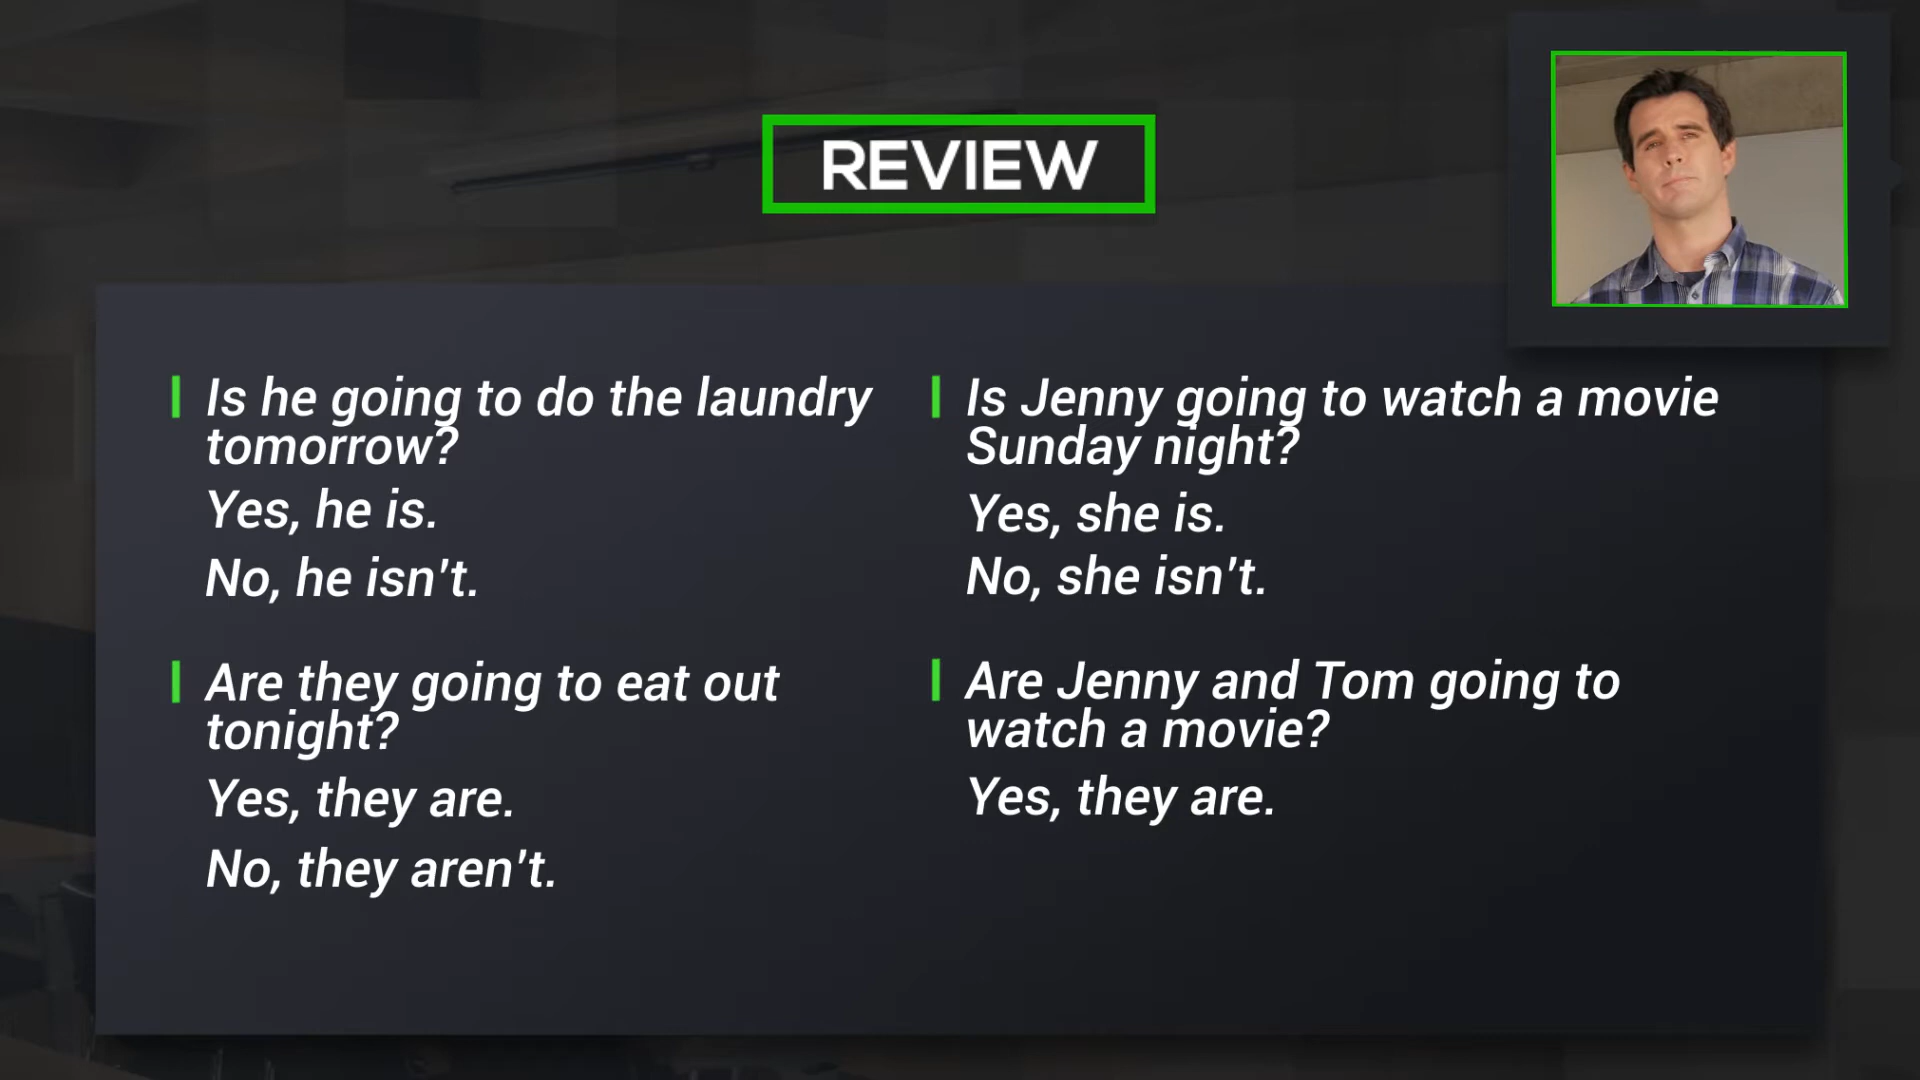 REVIEW
Is he going to do the laundry
tomorrow?
Yes, he is.
No, he isn't.
Are they going to eat out
tonight?
Yes, they are.
No, they aren't.
Is Jenny going to watch a movie
Sunday night?
Yes, she is.
No, she isn't.
Are Jenny and Tom going to
watch a movie?
Yes, they are.